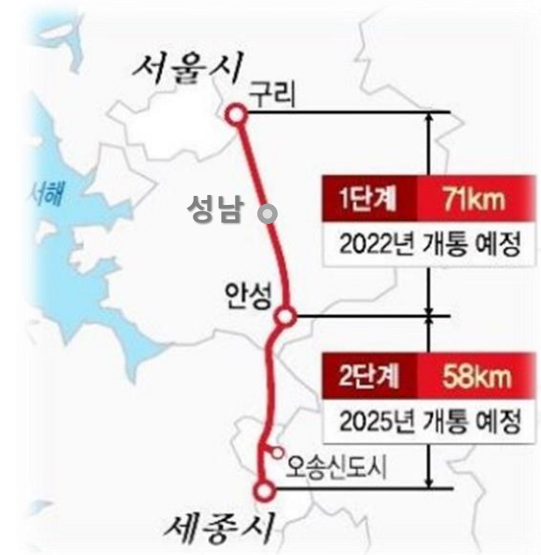 서울시
구리
서해
성남
1단계 71km
2022년 개통 예정
안성
2단계 58km
2025년 개통 예정
오송신도시
세종시